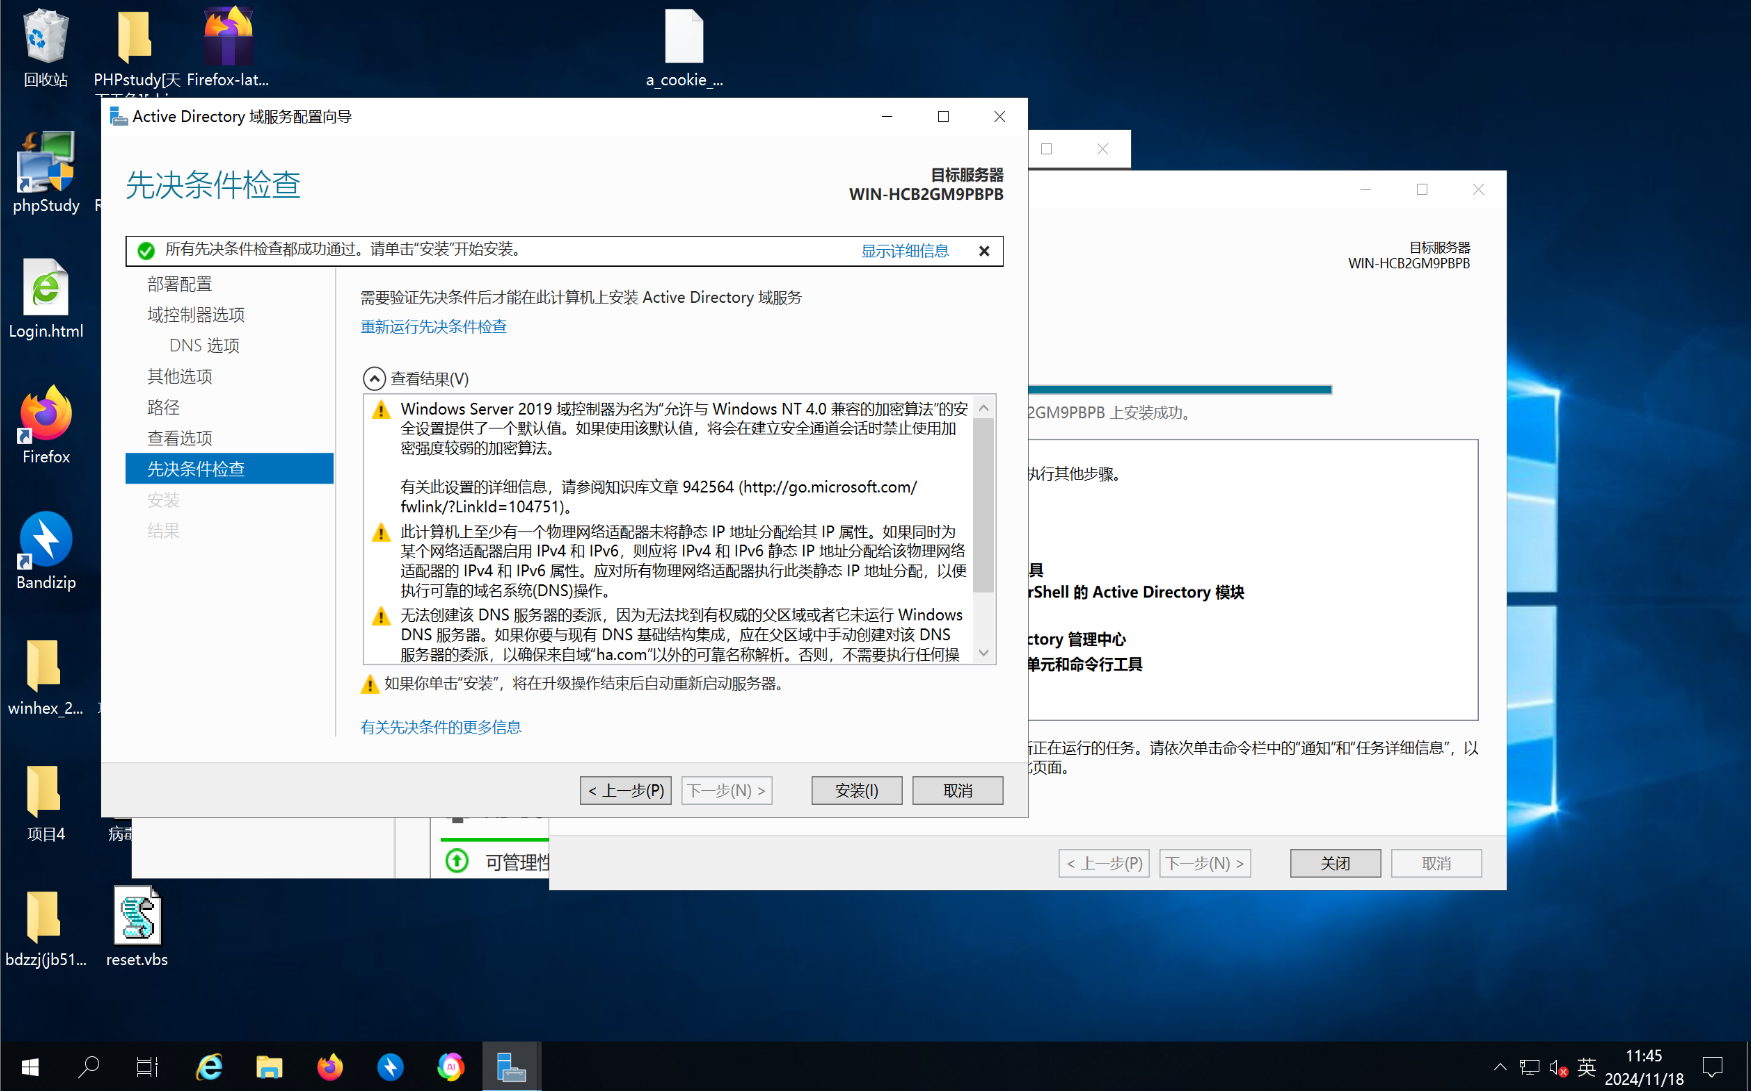 回收站
PHPstudy[天
Firefox-lat...
a_cookie_...
phpStudy
Login.html
Firefox
Bandizip
winhex_2...
项目4
bdzzj(jb51...
reset.vbs
Active Directory 域服务配置向导
先决条件检查
目标服务器
WIN-HCB2GM9PBPB
所有先决条件检查都成功通过。请单击“安装”开始安装。
显示详细信息
部署配置
域控制器选项
DNS 选项
其他选项
路径
查看选项
先决条件检查
安装
结果
需要验证先决条件后才能在此计算机上安装 Active Directory 域服务
重新运行先决条件检查
查看结果(V)
Windows Server 2019 域控制器为名为“允许与 Windows NT 4.0 兼容的加密算法”的安
全设置提供了一个默认值。如果使用该默认值，将会在建立安全通道会话时禁止使用加
密强度较弱的加密算法。
有关此设置的详细信息，请参阅知识库文章 942564 (http://go.microsoft.com/
fwlink/?LinkId=104751)。
此计算机上至少有一个物理网络适配器未将静态 IP 地址分配给其 IP 属性。如果同时为
某个网络适配器启用 IPv4 和 IPv6，则应将 IPv4 和 IPv6 静态 IP 地址分配给该物理网络
适配器的 IPv4 和 IPv6 属性。应对所有物理网络适配器执行此类静态 IP 地址分配，以便
执行可靠的域名系统(DNS)操作。
无法创建该 DNS 服务器的委派，因为无法找到有权威的父区域或者它未运行 Windows
DNS 服务器。如果你要与现有 DNS 基础结构集成，应在父区域中手动创建对该 DNS
服务器的委派，以确保来自域“ha.com”以外的可靠名称解析。否则，不需要执行任何操
如果你单击“安装”，将在升级操作结束后自动重新启动服务器。
有关先决条件的更多信息
< 上一步(P)
下一步(N) >
安装(I)
取消
目标服务器
WIN-HCB2GM9PBPB
2GM9PBPB 上安装成功。
执行其他步骤。
具
rShell 的 Active Directory 模块
ctory 管理中心
单元和命令行工具
正在运行的任务。请依次单击命令栏中的“通知”和“任务详细信息”，以
页面。
可管理性
< 上一步(P)
下一步(N) >
关闭
取消
英
11:45
2024/11/18